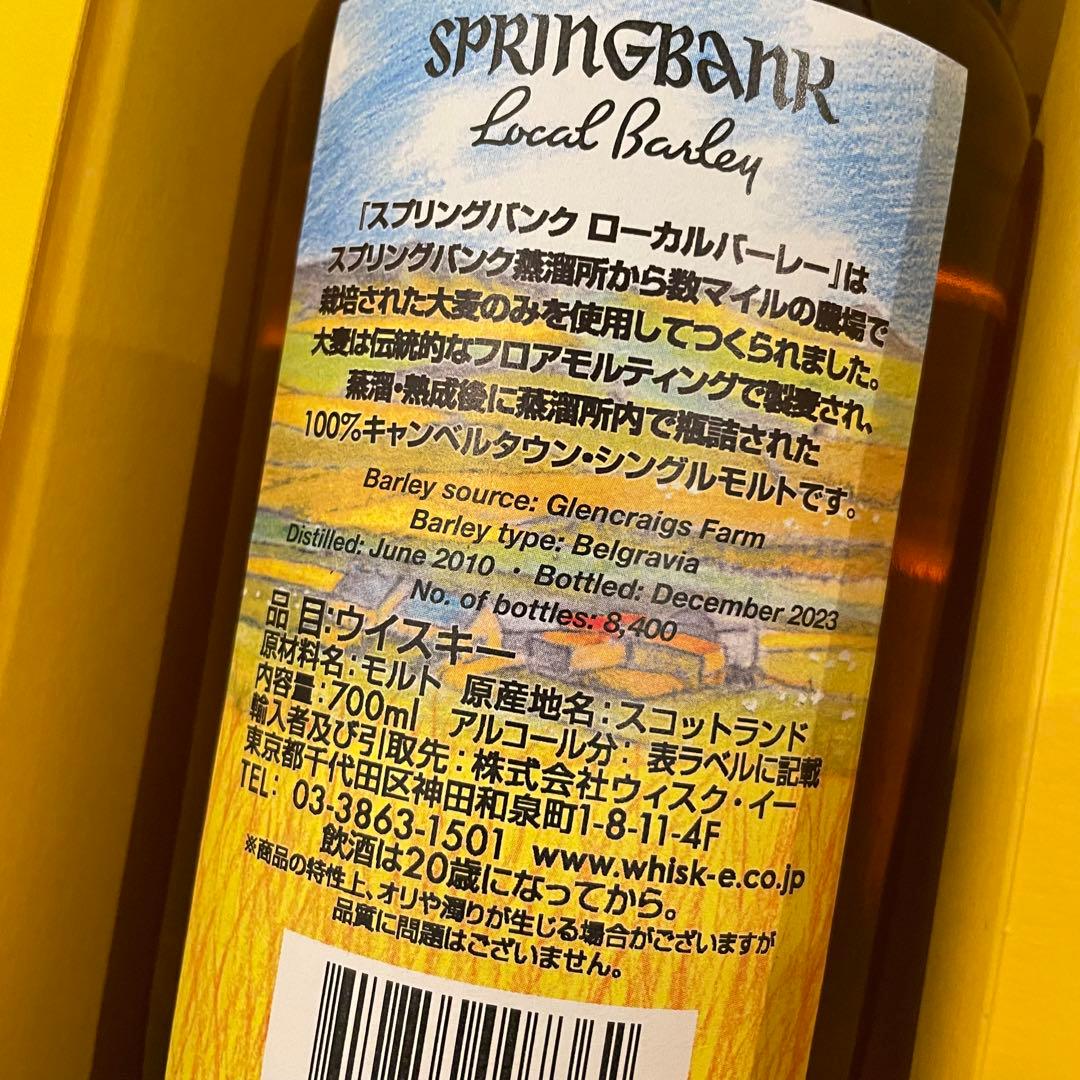 SPRINGBANK
Local Barley
「スプリングバンク ローカルバーレー」は
スプリングバンク蒸溜所から数マイルの農場で
栽培された大麦のみを使用してつくられました。
大麦は伝統的なフロアモルティングで製麦され、
蒸溜・熟成後に蒸溜所内で瓶詰された
100%キャンベルタウン・シングルモルトです。
Barley source: Glencraigs Farm
Barley type: Belgravia
Distilled: June 2010 ・ Bottled: December 2023
No. of bottles: 8,400
品 目:ウイスキー
原材料名:モルト 原産地名:スコットランド
内容量:700ml アルコール分:表ラベルに記載
輸入者及び引取先:株式会社ウィスク・イー
東京都千代田区神田和泉町1-8-11-4F
TEL: 03-3863-1501 www.whisk-e.co.jp
飲酒は20歳になってから。
※商品の特性上、オリや濁りが生じる場合がございますが
品質に問題はございません。